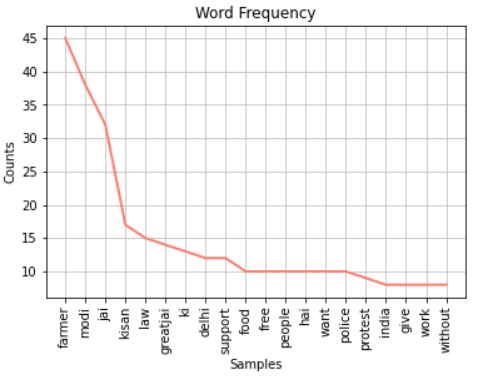 Word Frequency
45
40
35
30
25
20
15
10
Counts
farmer
modi
jai
kisan
law
greatjai
ki
delhi
support
food
free
people
hai
want
police
protest
india
give
work
without
Samples